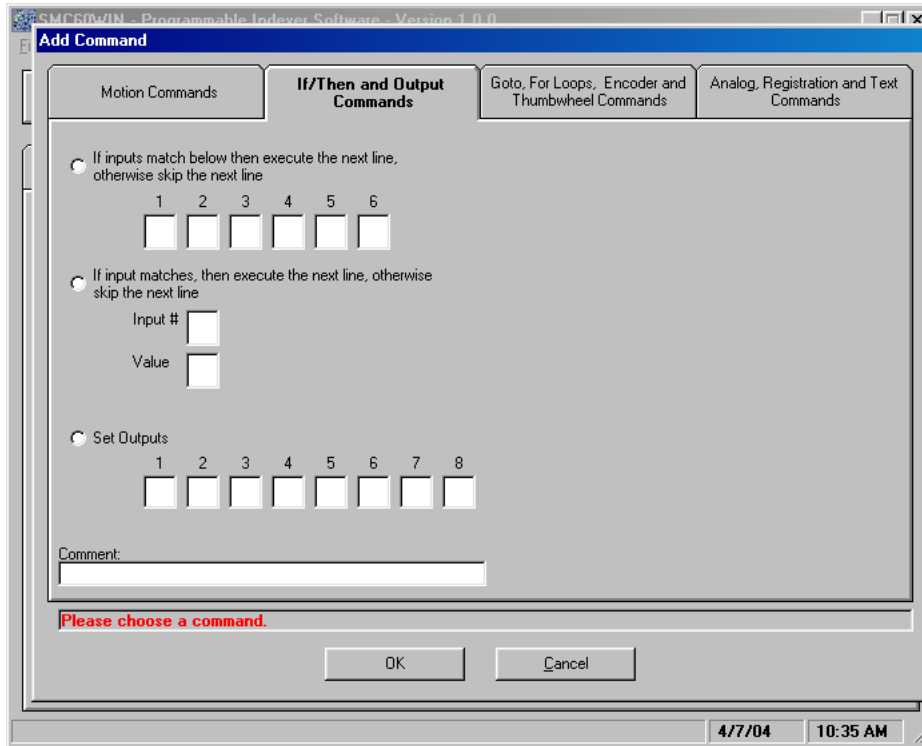 SMC60WIN - Programmable Indexer Software - Version 1.0.0
Add Command
Motion Commands
If/Then and Output
Commands
Goto, For Loops, Encoder and
Thumbwheel Commands
Analog, Registration and Text
Commands
If inputs match below then execute the next line,
otherwise skip the next line
1 2 3 4 5 6
If input matches, then execute the next line, otherwise
skip the next line
Input #
Value
Set Outputs
1 2 3 4 5 6 7 8
Comment:
Please choose a command.
OK
Cancel
4/7/04
10:35 AM